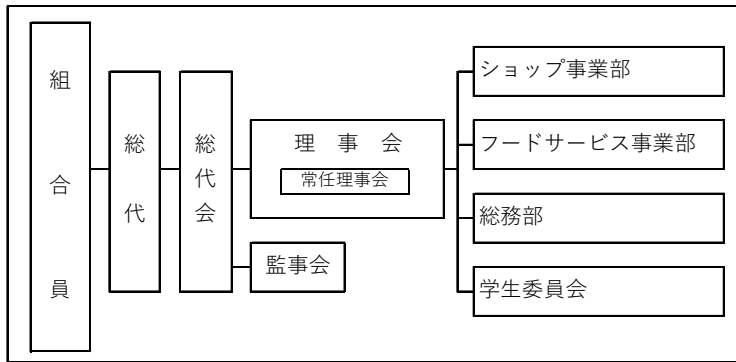 組合員
総代
総代会
理事会
常任理事会
監事会
ショップ事業部
フードサービス事業部
総務部
学生委員会